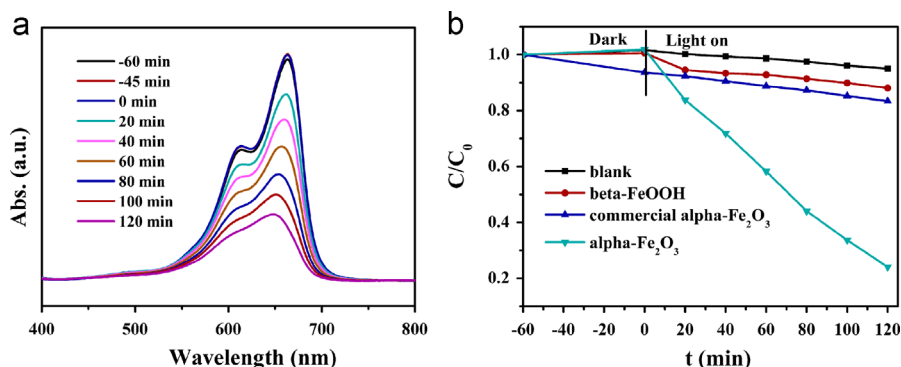 a
-60 min
-45 min
0 min
20 min
40 min
60 min
80 min
100 min
120 min
Abs. (a.u.)
400 500 600 700 800
Wavelength (nm)
b
Dark Light on
1.0
0.8
0.6
0.4
0.2
C/C₀
blank
beta-FeOOH
commercial alpha-Fe₂O₃
alpha-Fe₂O₃
-60 -40 -20 0 20 40 60 80 100 120
t (min)